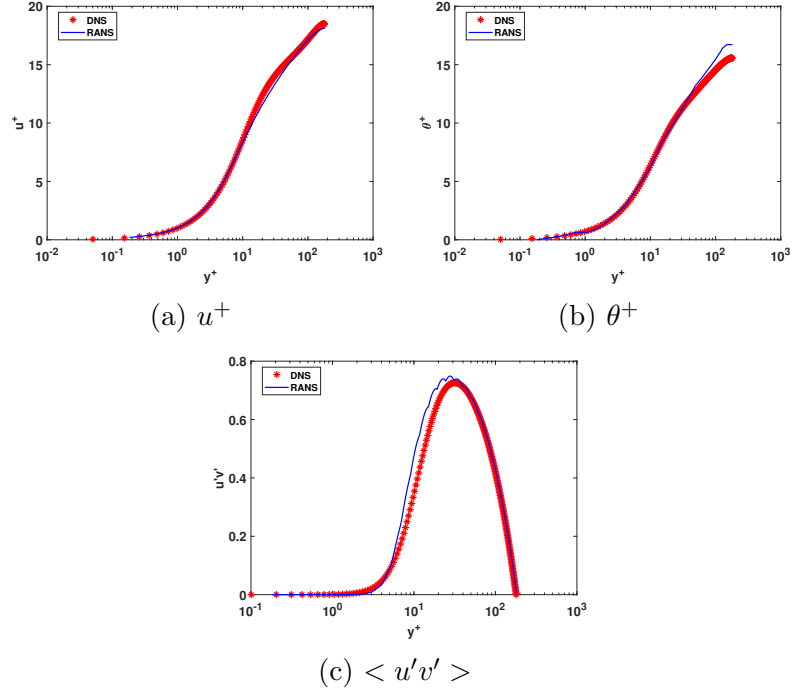 20
15
10
5
0
u⁺
DNS
RANS
10⁻² 10⁻¹ 10⁰ 10¹ 10² 10³
y⁺
(a) u⁺
20
15
10
5
0
θ⁺
DNS
RANS
10⁻² 10⁻¹ 10⁰ 10¹ 10² 10³
y⁺
(b) θ⁺
0.8
0.6
0.4
0.2
0
u'v'
DNS
RANS
10⁻¹ 10⁰ 10¹ 10² 10³
y⁺
(c) < u'v' >